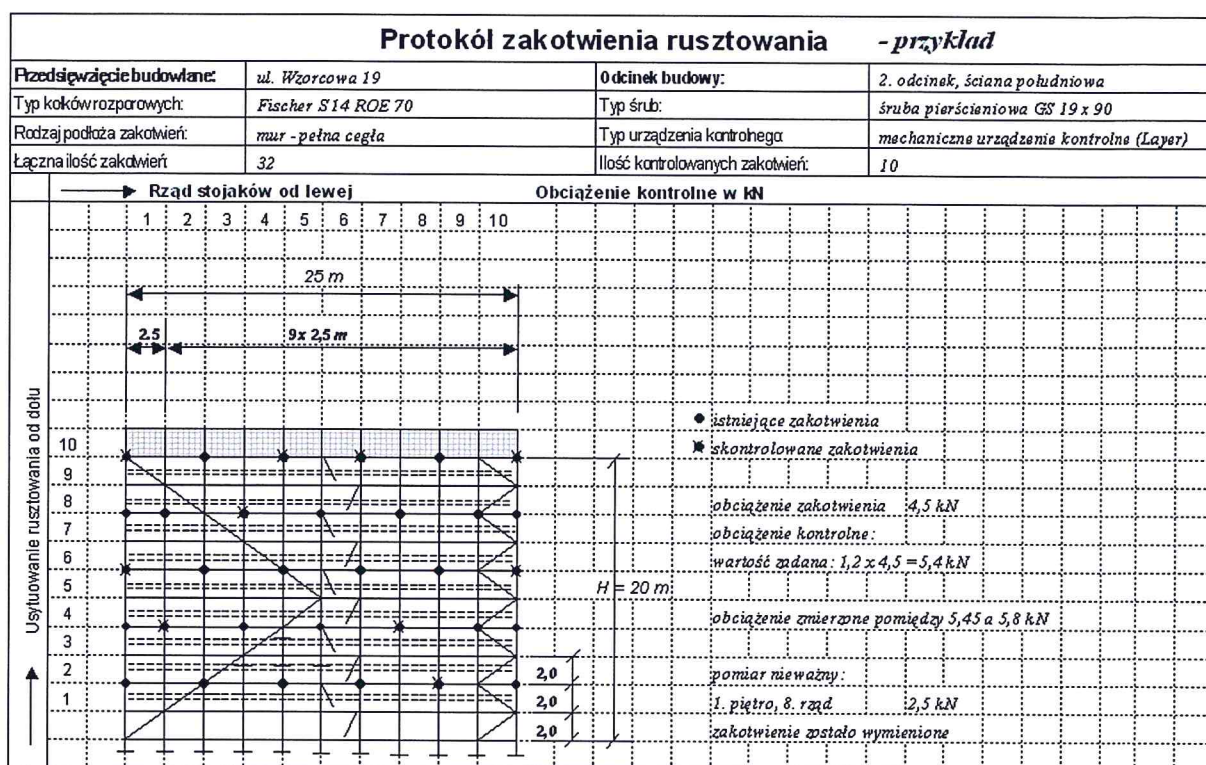 Protokół zakotwienia rusztowania - przykład
Przedsięwzięcie budowlane: ul. Wzorcowa 19 Odcinek budowy: 2. odcinek, ściana południowa
Typ kołków rozporowych: Fischer S 14 ROE 70 Typ śrub: śruba pierścieniowa GS 19 x 90
Rodzaj podłoża zakotwień: mur - pełna cegła Typ urządzenia kontrolnego: mechaniczne urządzenie kontrolne (Layer)
Łączna ilość zakotwień 32 Ilość kontrolowanych zakotwień: 10
Rząd stojaków od lewej Obciążenie kontrolne w kN
1 2 3 4 5 6 7 8 9 10
25 m
2.5 9 x 2,5 m
Usytuowanie rusztowania od dołu
istniejące zakotwienia
10 skontrolowane zakotwienia
9
8 obciążenie zakotwienia 4,5 kN
7 obciążenie kontrolne:
6 wartość zadana: 1,2 x 4,5 = 5,4 kN
5 H = 20 m
4 obciążenie zmierzone pomiędzy 5,45 a 5,8 kN
3
2 2,0 pomiar nieważny:
1 2,0 1. piętro, 8. rząd 2,5 kN
2,0 zakotwienie zostało wymienione